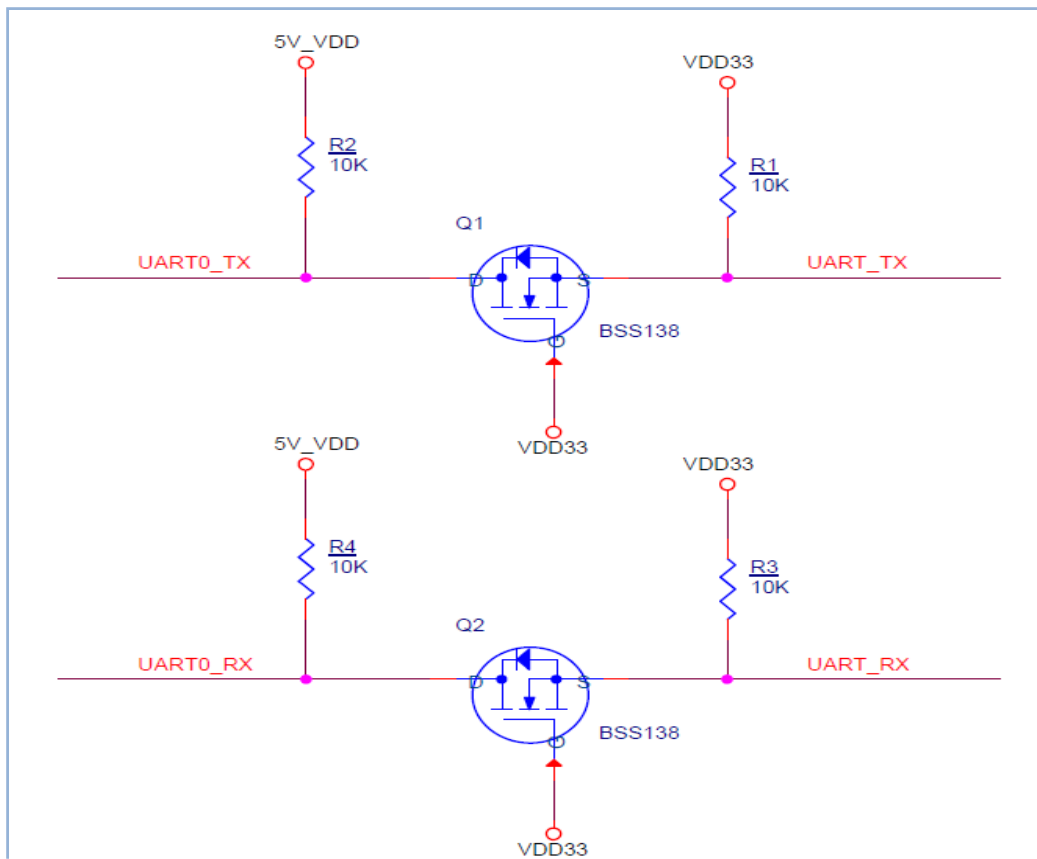 5V_VDD
VDD33
R2
10K
R1
10K
Q1
UART0_TX
UART_TX
D
S
G
BSS138
VDD33
5V_VDD
VDD33
R4
10K
R3
10K
Q2
UART0_RX
UART_RX
D
S
G
BSS138
VDD33